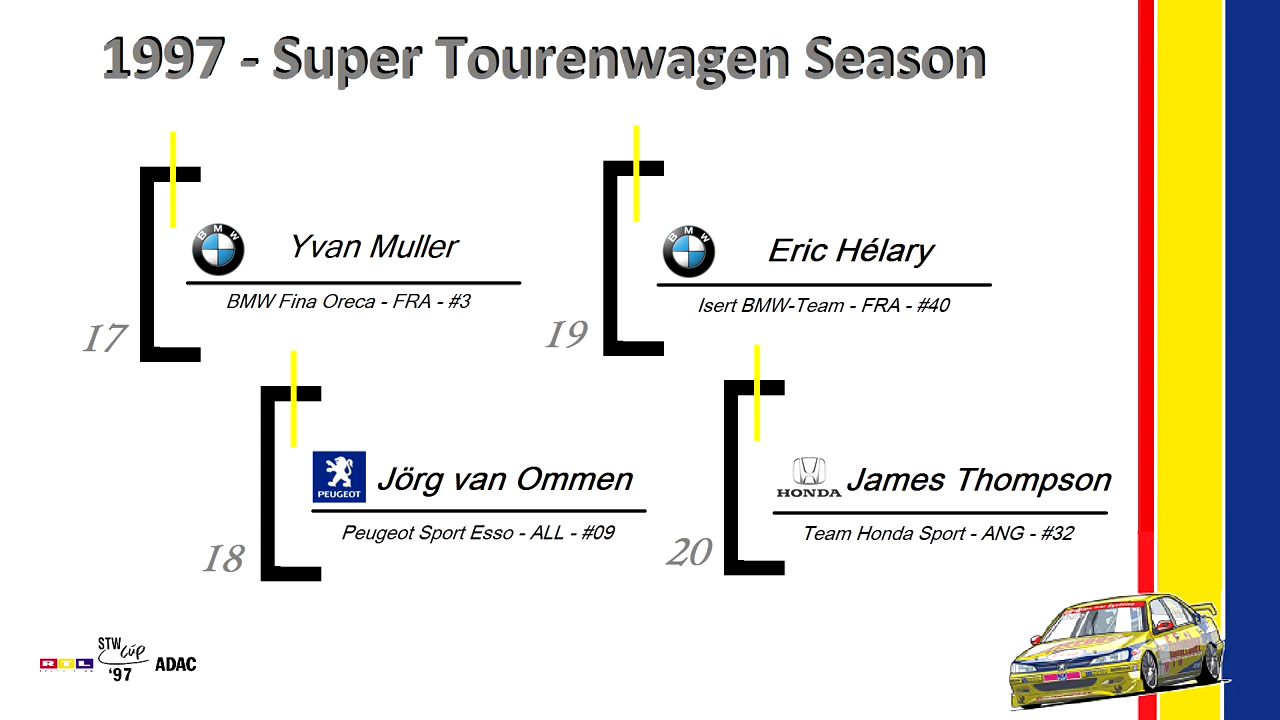 1997 - Super Tourenwagen Season
17
BMW
Yvan Muller
BMW Fina Oreca - FRA - #3
18
PEUGEOT
Jörg van Ommen
Peugeot Sport Esso - ALL - #09
19
BMW
Eric Hélary
Isert BMW-Team - FRA - #40
20
HONDA
James Thompson
Team Honda Sport - ANG - #32
RTL
STW
cup
'97
ADAC